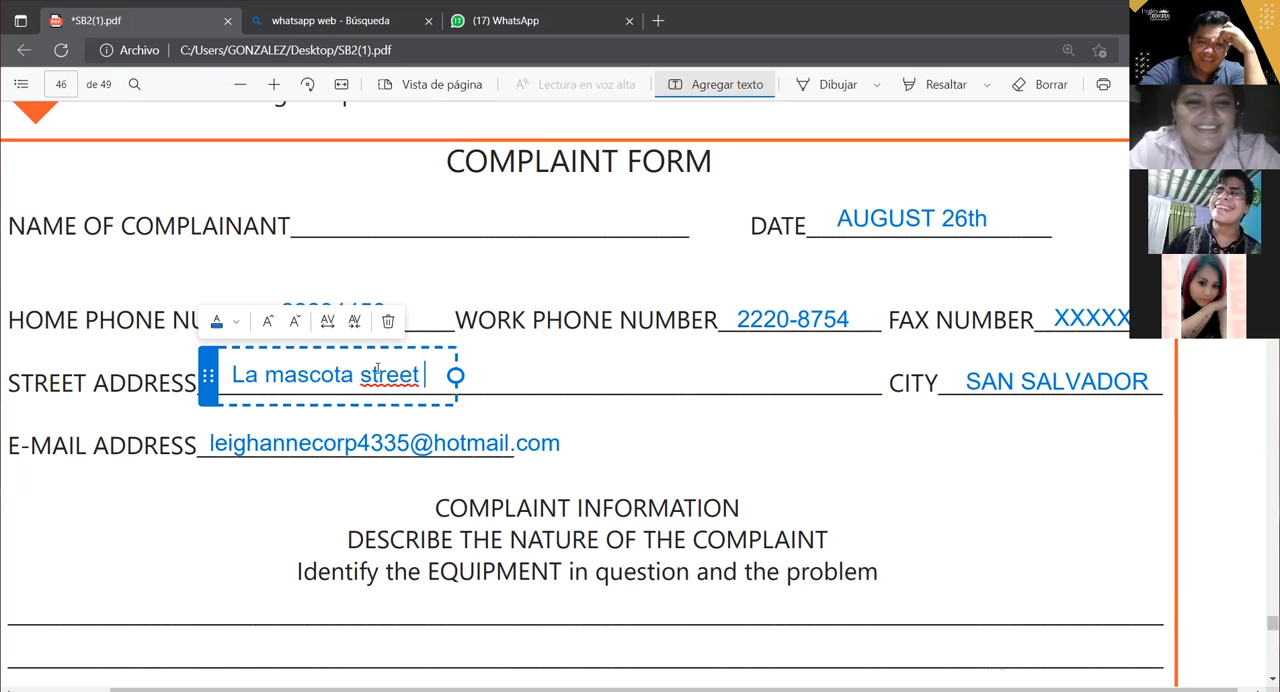 *SB2(1).pdf
whatsapp web - Búsqueda
(17) WhatsApp
Archivo C:/Users/GONZALEZ/Desktop/SB2(1).pdf
46 de 49 Vista de página Lectura en voz alta Agregar texto Dibujar Resaltar Borrar
COMPLAINT FORM
NAME OF COMPLAINANT DATE AUGUST 26th
HOME PHONE NU WORK PHONE NUMBER 2220-8754 FAX NUMBER XXXXX
STREET ADDRESS La mascota street CITY SAN SALVADOR
E-MAIL ADDRESS leighannecorp4335@hotmail.com
COMPLAINT INFORMATION
DESCRIBE THE NATURE OF THE COMPLAINT
Identify the EQUIPMENT in question and the problem